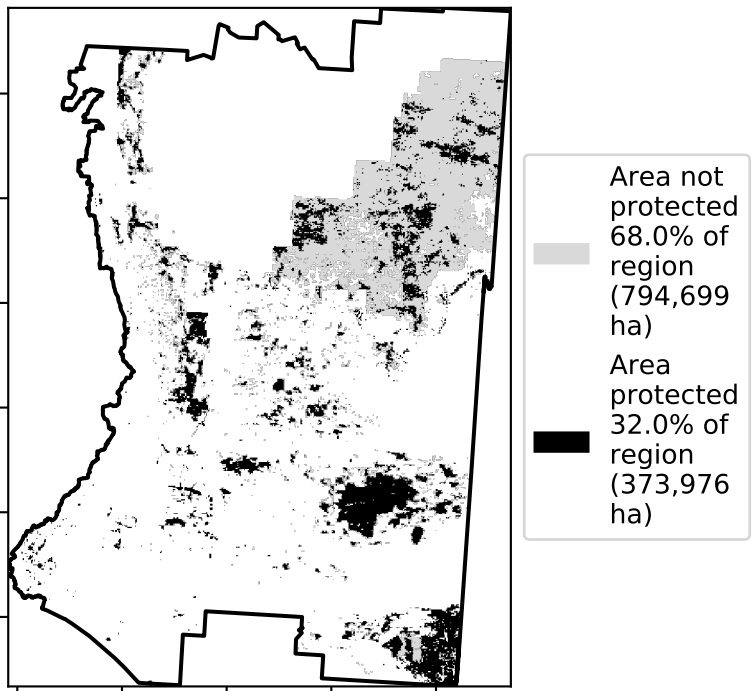 Area not
protected
68.0% of
region
(794,699
ha)
Area
protected
32.0% of
region
(373,976
ha)